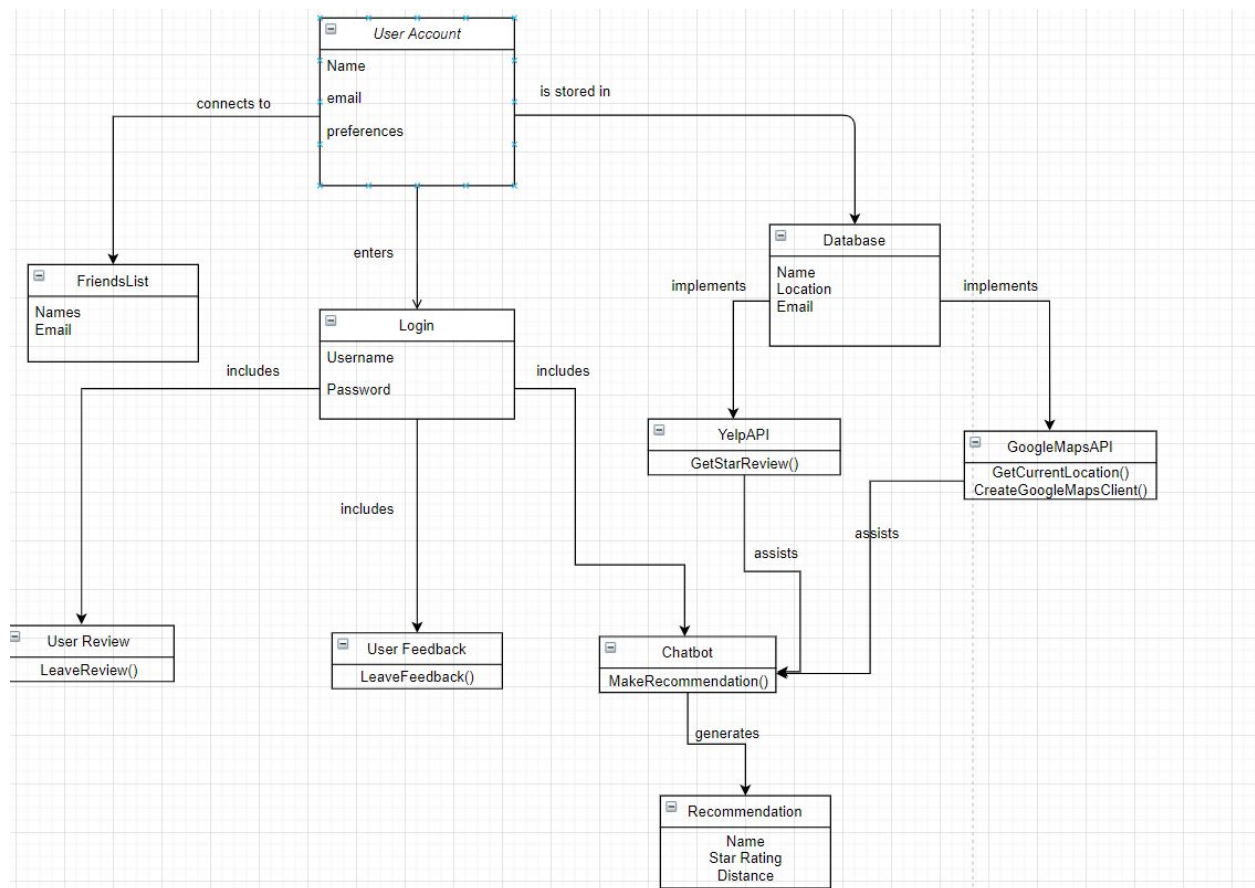 User Account
Name
email
preferences
connects to
is stored in
enters
FriendsList
Names
Email
Database
Name
Location
Email
implements
implements
Login
Username
Password
includes
includes
includes
YelpAPI
GetStarReview()
GoogleMapsAPI
GetCurrentLocation()
CreateGoogleMapsClient()
assists
assists
User Review
LeaveReview()
User Feedback
LeaveFeedback()
Chatbot
MakeRecommendation()
generates
Recommendation
Name
Star Rating
Distance